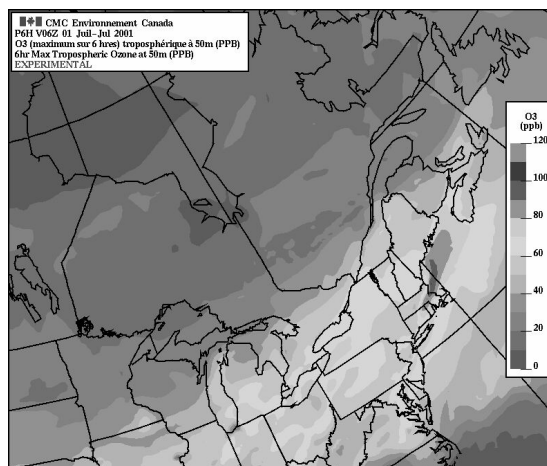 CMC Environnement Canada
P6H V06Z 01 Juil-Jul 2001
O3 (maximum sur 6 hres) troposphérique à 50m (PPB)
6hr Max Tropospheric Ozone at 50m (PPB)
EXPERIMENTAL
O3
(ppb)
120
100
80
60
40
20
0